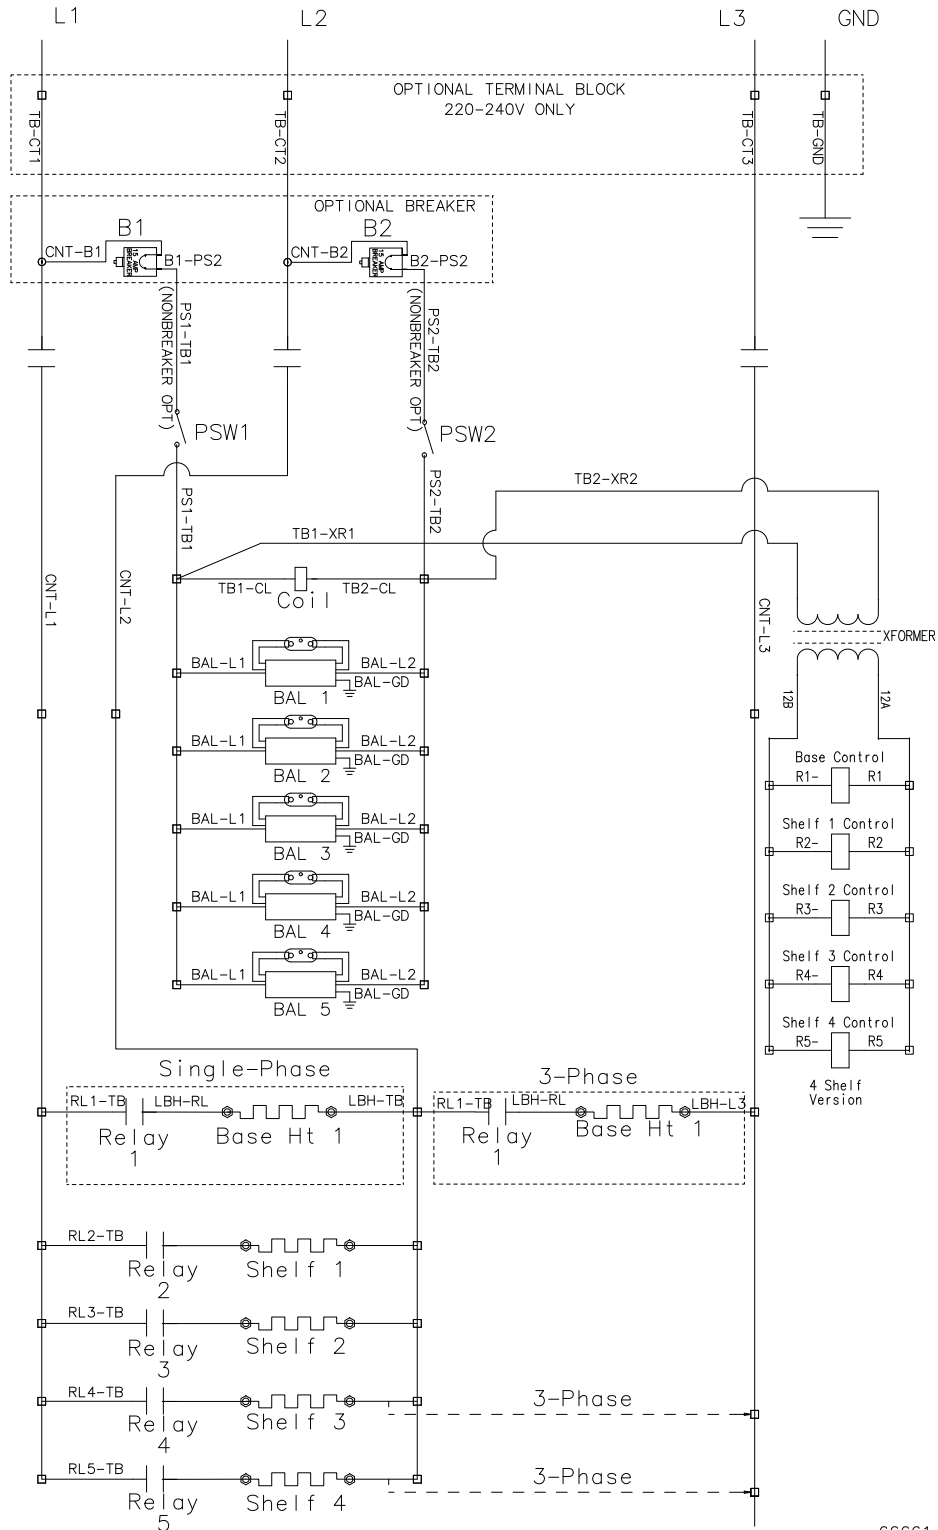 L1
L2
L3
GND
OPTIONAL TERMINAL BLOCK
220-240V ONLY
TB-CT1
TB-CT2
TB-CT3
TB-GND
OPTIONAL BREAKER
B1
B2
CNT-B1
15 AMP
BREAKER
B1-PS2
CNT-B2
15 AMP
BREAKER
B2-PS2
PS1-TB1
(NONBREAKER OPT)
PS2-TB2
(NONBREAKER OPT)
PSW1
PSW2
PS1-TB1
PS2-TB2
TB2-XR2
TB1-XR1
TB1-CL
TB2-CL
Coil
CNT-L1
CNT-L2
CNT-L3
XFORMER
12B
12A
BAL-L1
BAL-L2
BAL-GD
BAL 1
BAL-L1
BAL-L2
BAL-GD
BAL 2
BAL-L1
BAL-L2
BAL-GD
BAL 3
BAL-L1
BAL-L2
BAL-GD
BAL 4
BAL-L1
BAL-L2
BAL-GD
BAL 5
Base Control
R1-
R1
Shelf 1 Control
R2-
R2
Shelf 2 Control
R3-
R3
Shelf 3 Control
R4-
R4
Shelf 4 Control
R5-
R5
4 Shelf
Version
Single-Phase
3-Phase
RL1-TB
LBH-RL
LBH-TB
RL1-TB
LBH-RL
LBH-L3
Relay
1
Base Ht 1
Relay
1
Base Ht 1
RL2-TB
Relay
2
Shelf 1
RL3-TB
Relay
3
Shelf 2
RL4-TB
Relay
4
Shelf 3
3-Phase
RL5-TB
Relay
5
Shelf 4
3-Phase